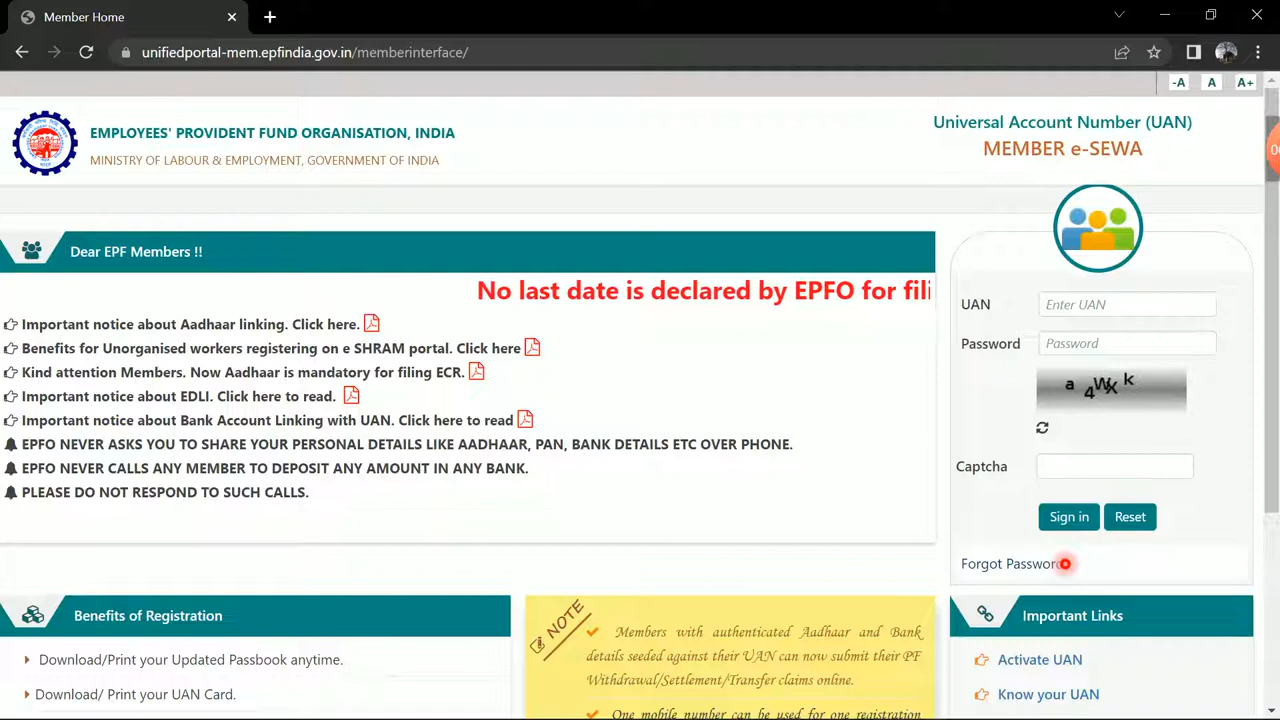 Member Home
unifiedportal-mem.epfindia.gov.in/memberinterface/
-A A A+
EMPLOYEES' PROVIDENT FUND ORGANISATION, INDIA
MINISTRY OF LABOUR & EMPLOYMENT, GOVERNMENT OF INDIA
Universal Account Number (UAN)
MEMBER e-SEWA
Dear EPF Members !!
No last date is declared by EPFO for fili
Important notice about Aadhaar linking. Click here.
Benefits for Unorganised workers registering on e SHRAM portal. Click here
Kind attention Members. Now Aadhaar is mandatory for filing ECR.
Important notice about EDLI. Click here to read.
Important notice about Bank Account Linking with UAN. Click here to read
EPFO NEVER ASKS YOU TO SHARE YOUR PERSONAL DETAILS LIKE AADHAAR, PAN, BANK DETAILS ETC OVER PHONE.
EPFO NEVER CALLS ANY MEMBER TO DEPOSIT ANY AMOUNT IN ANY BANK.
PLEASE DO NOT RESPOND TO SUCH CALLS.
UAN Enter UAN
Password Password
a4WXk
Captcha
Sign in Reset
Forgot Password
Benefits of Registration
Download/Print your Updated Passbook anytime.
Download/ Print your UAN Card.
NOTE
Members with authenticated Aadhaar and Bank
details seeded against their UAN can now submit their PF
Withdrawal/Settlement/Transfer claims online.
One mobile number can be used for one registration
Important Links
Activate UAN
Know your UAN